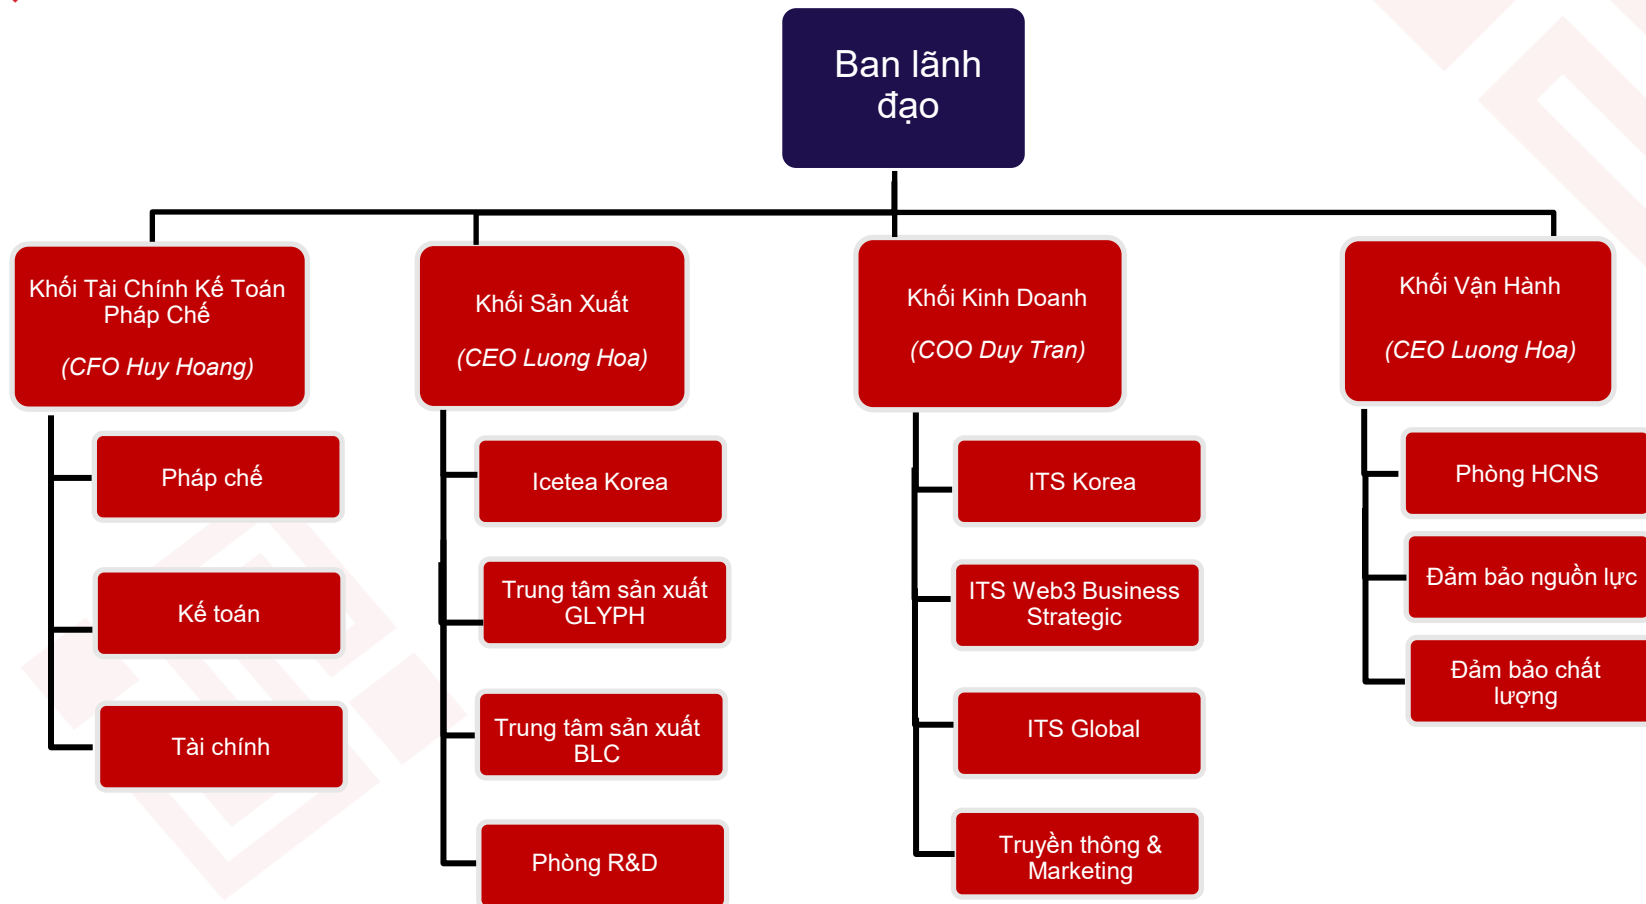 Ban lãnh
đạo
Khối Tài Chính Kế Toán
Pháp Chế
(CFO Huy Hoang)
Pháp chế
Kế toán
Tài chính
Khối Sản Xuất
(CEO Luong Hoa)
Icetea Korea
Trung tâm sản xuất
GLYPH
Trung tâm sản xuất
BLC
Phòng R&D
Khối Kinh Doanh
(COO Duy Tran)
ITS Korea
ITS Web3 Business
Strategic
ITS Global
Truyền thông &
Marketing
Khối Vận Hành
(CEO Luong Hoa)
Phòng HCNS
Đảm bảo nguồn lực
Đảm bảo chất
lượng